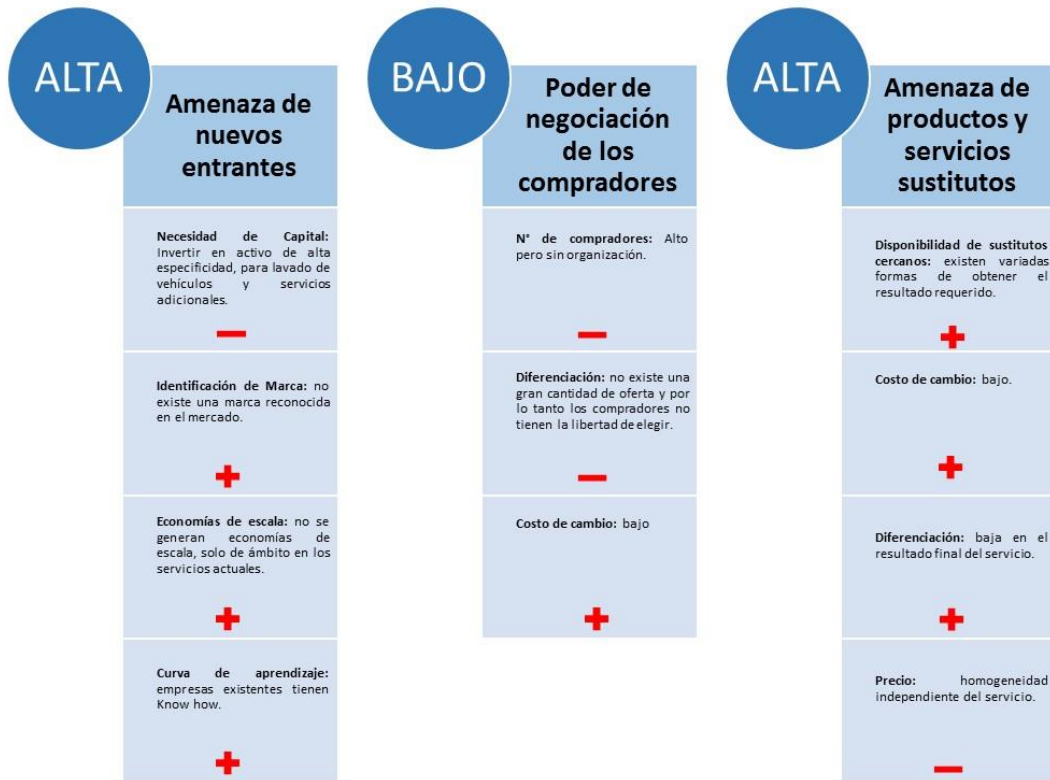 ALTA
Amenaza de
nuevos
entrantes
Necesidad de Capital:
Invertir en activo de alta
especificidad, para lavado de
vehículos y servicios
adicionales.
−
Identificación de Marca: no
existe una marca reconocida
en el mercado.
+
Economías de escala: no se
generan economías de
escala, solo de ámbito en los
servicios actuales.
+
Curva de aprendizaje:
empresas existentes tienen
Know how.
+
BAJO
Poder de
negociación
de los
compradores
N° de compradores: Alto
pero sin organización.
−
Diferenciación: no existe una
gran cantidad de oferta y por
lo tanto los compradores no
tienen la libertad de elegir.
−
Costo de cambio: bajo
+
ALTA
Amenaza de
productos y
servicios
sustitutos
Disponibilidad de sustitutos
cercanos: existen variadas
formas de obtener el
resultado requerido.
+
Costo de cambio: bajo.
+
Diferenciación: baja en el
resultado final del servicio.
+
Precio: homogeneidad
independiente del servicio.
−